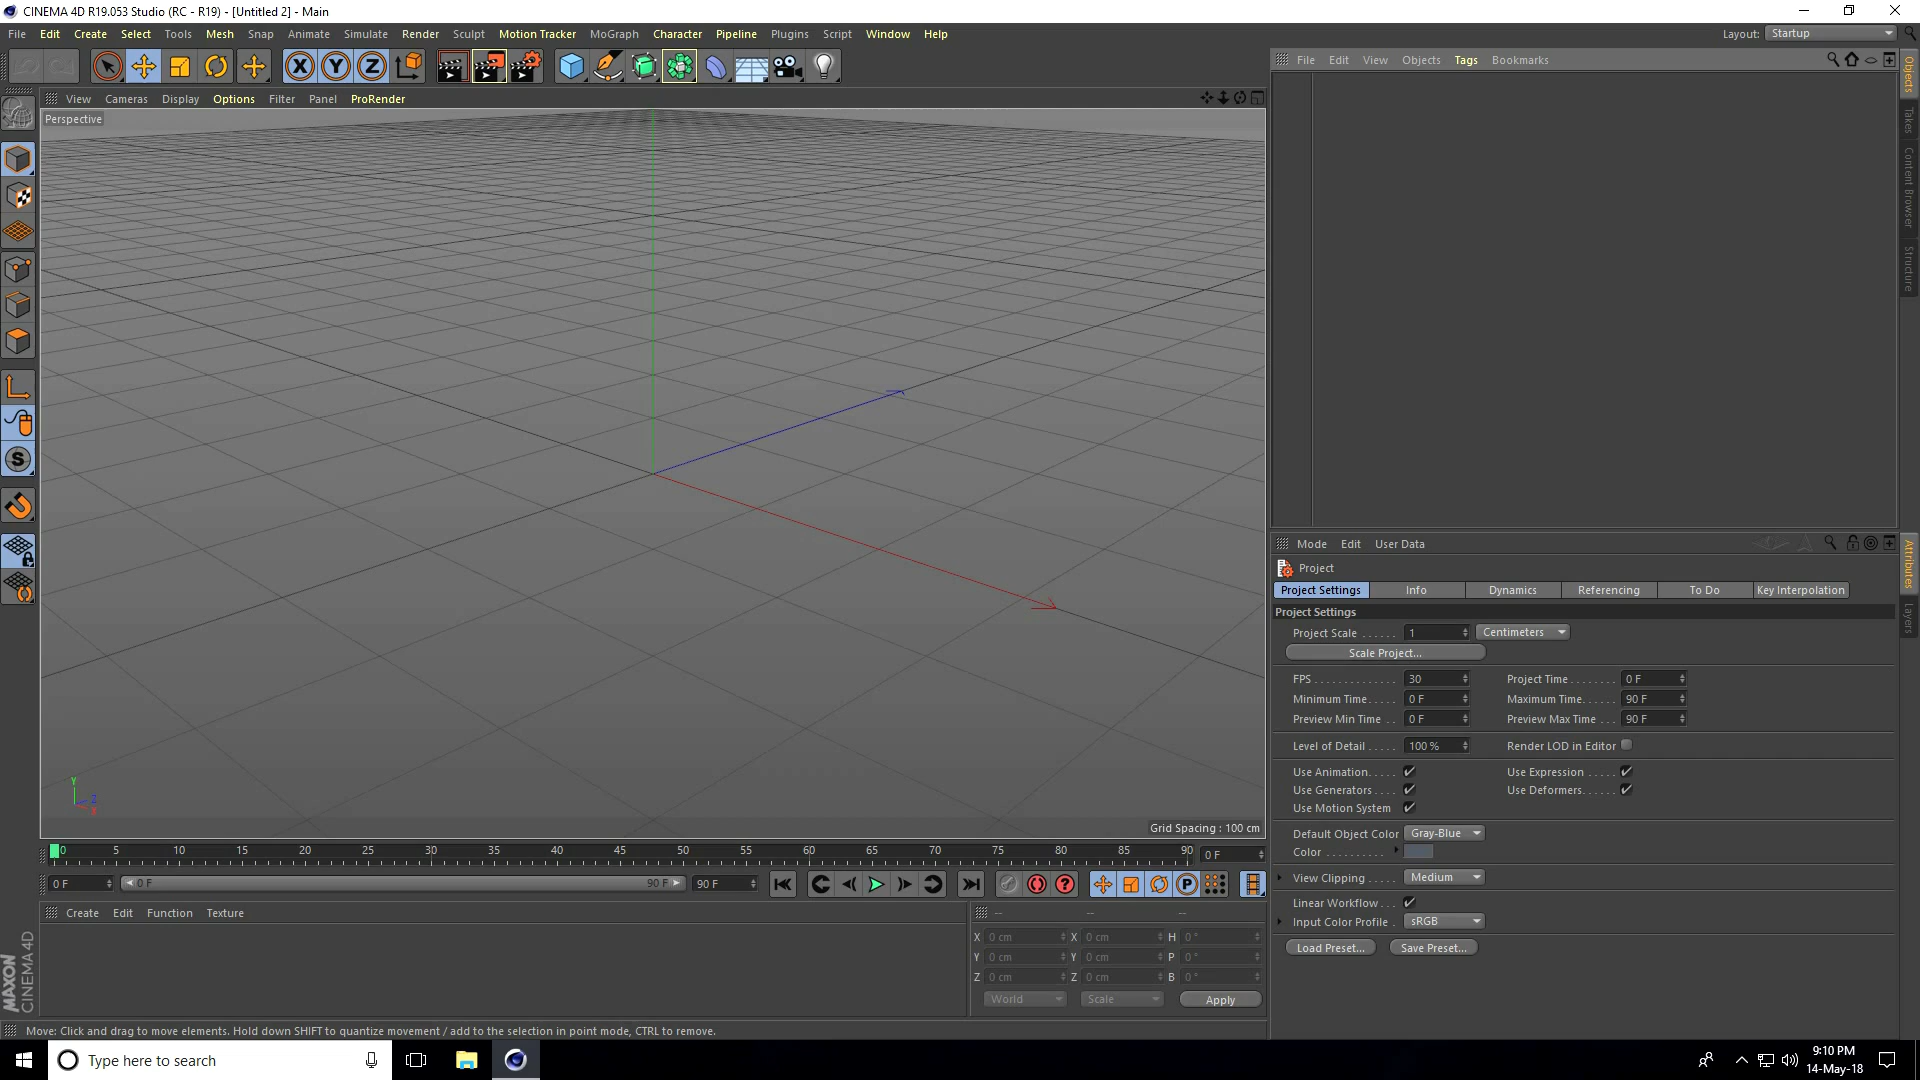 CINEMA 4D R19.053 Studio (RC - R19) - [Untitled 2] - Main
File Edit Create Select Tools Mesh Snap Animate Simulate Render Sculpt Motion Tracker MoGraph Character Pipeline Plugins Script Window Help
Layout: Startup
X Y Z
File Edit View Objects Tags Bookmarks
Objects
Takes
Content Browser
Structure
View Cameras Display Options Filter Panel ProRender
Perspective
S
Y
Z
X
Grid Spacing : 100 cm
Mode Edit User Data
Attributes
Layers
Project
Project Settings Info Dynamics Referencing To Do Key Interpolation
Project Settings
Project Scale ...... 1 Centimeters
Scale Project...
FPS .............. 30 Project Time ........ 0 F
Minimum Time..... 0 F Maximum Time..... 90 F
Preview Min Time .. 0 F Preview Max Time ... 90 F
Level of Detail ..... 100 % Render LOD in Editor
Use Animation..... Use Expression .....
Use Generators .... Use Deformers......
Use Motion System
Default Object Color Gray-Blue
Color ..........
View Clipping ..... Medium
Linear Workflow...
Input Color Profile . sRGB
Load Preset... Save Preset...
0 5 10 15 20 25 30 35 40 45 50 55 60 65 70 75 80 85 90 0 F
0 F 0 F 90 F 90 F
P
Create Edit Function Texture
-- -- --
X 0 cm X 0 cm H 0 °
Y 0 cm Y 0 cm P 0 °
Z 0 cm Z 0 cm B 0 °
World Scale Apply
MAXON
CINEMA 4D
Move: Click and drag to move elements. Hold down SHIFT to quantize movement / add to the selection in point mode, CTRL to remove.
Type here to search
9:10 PM
14-May-18